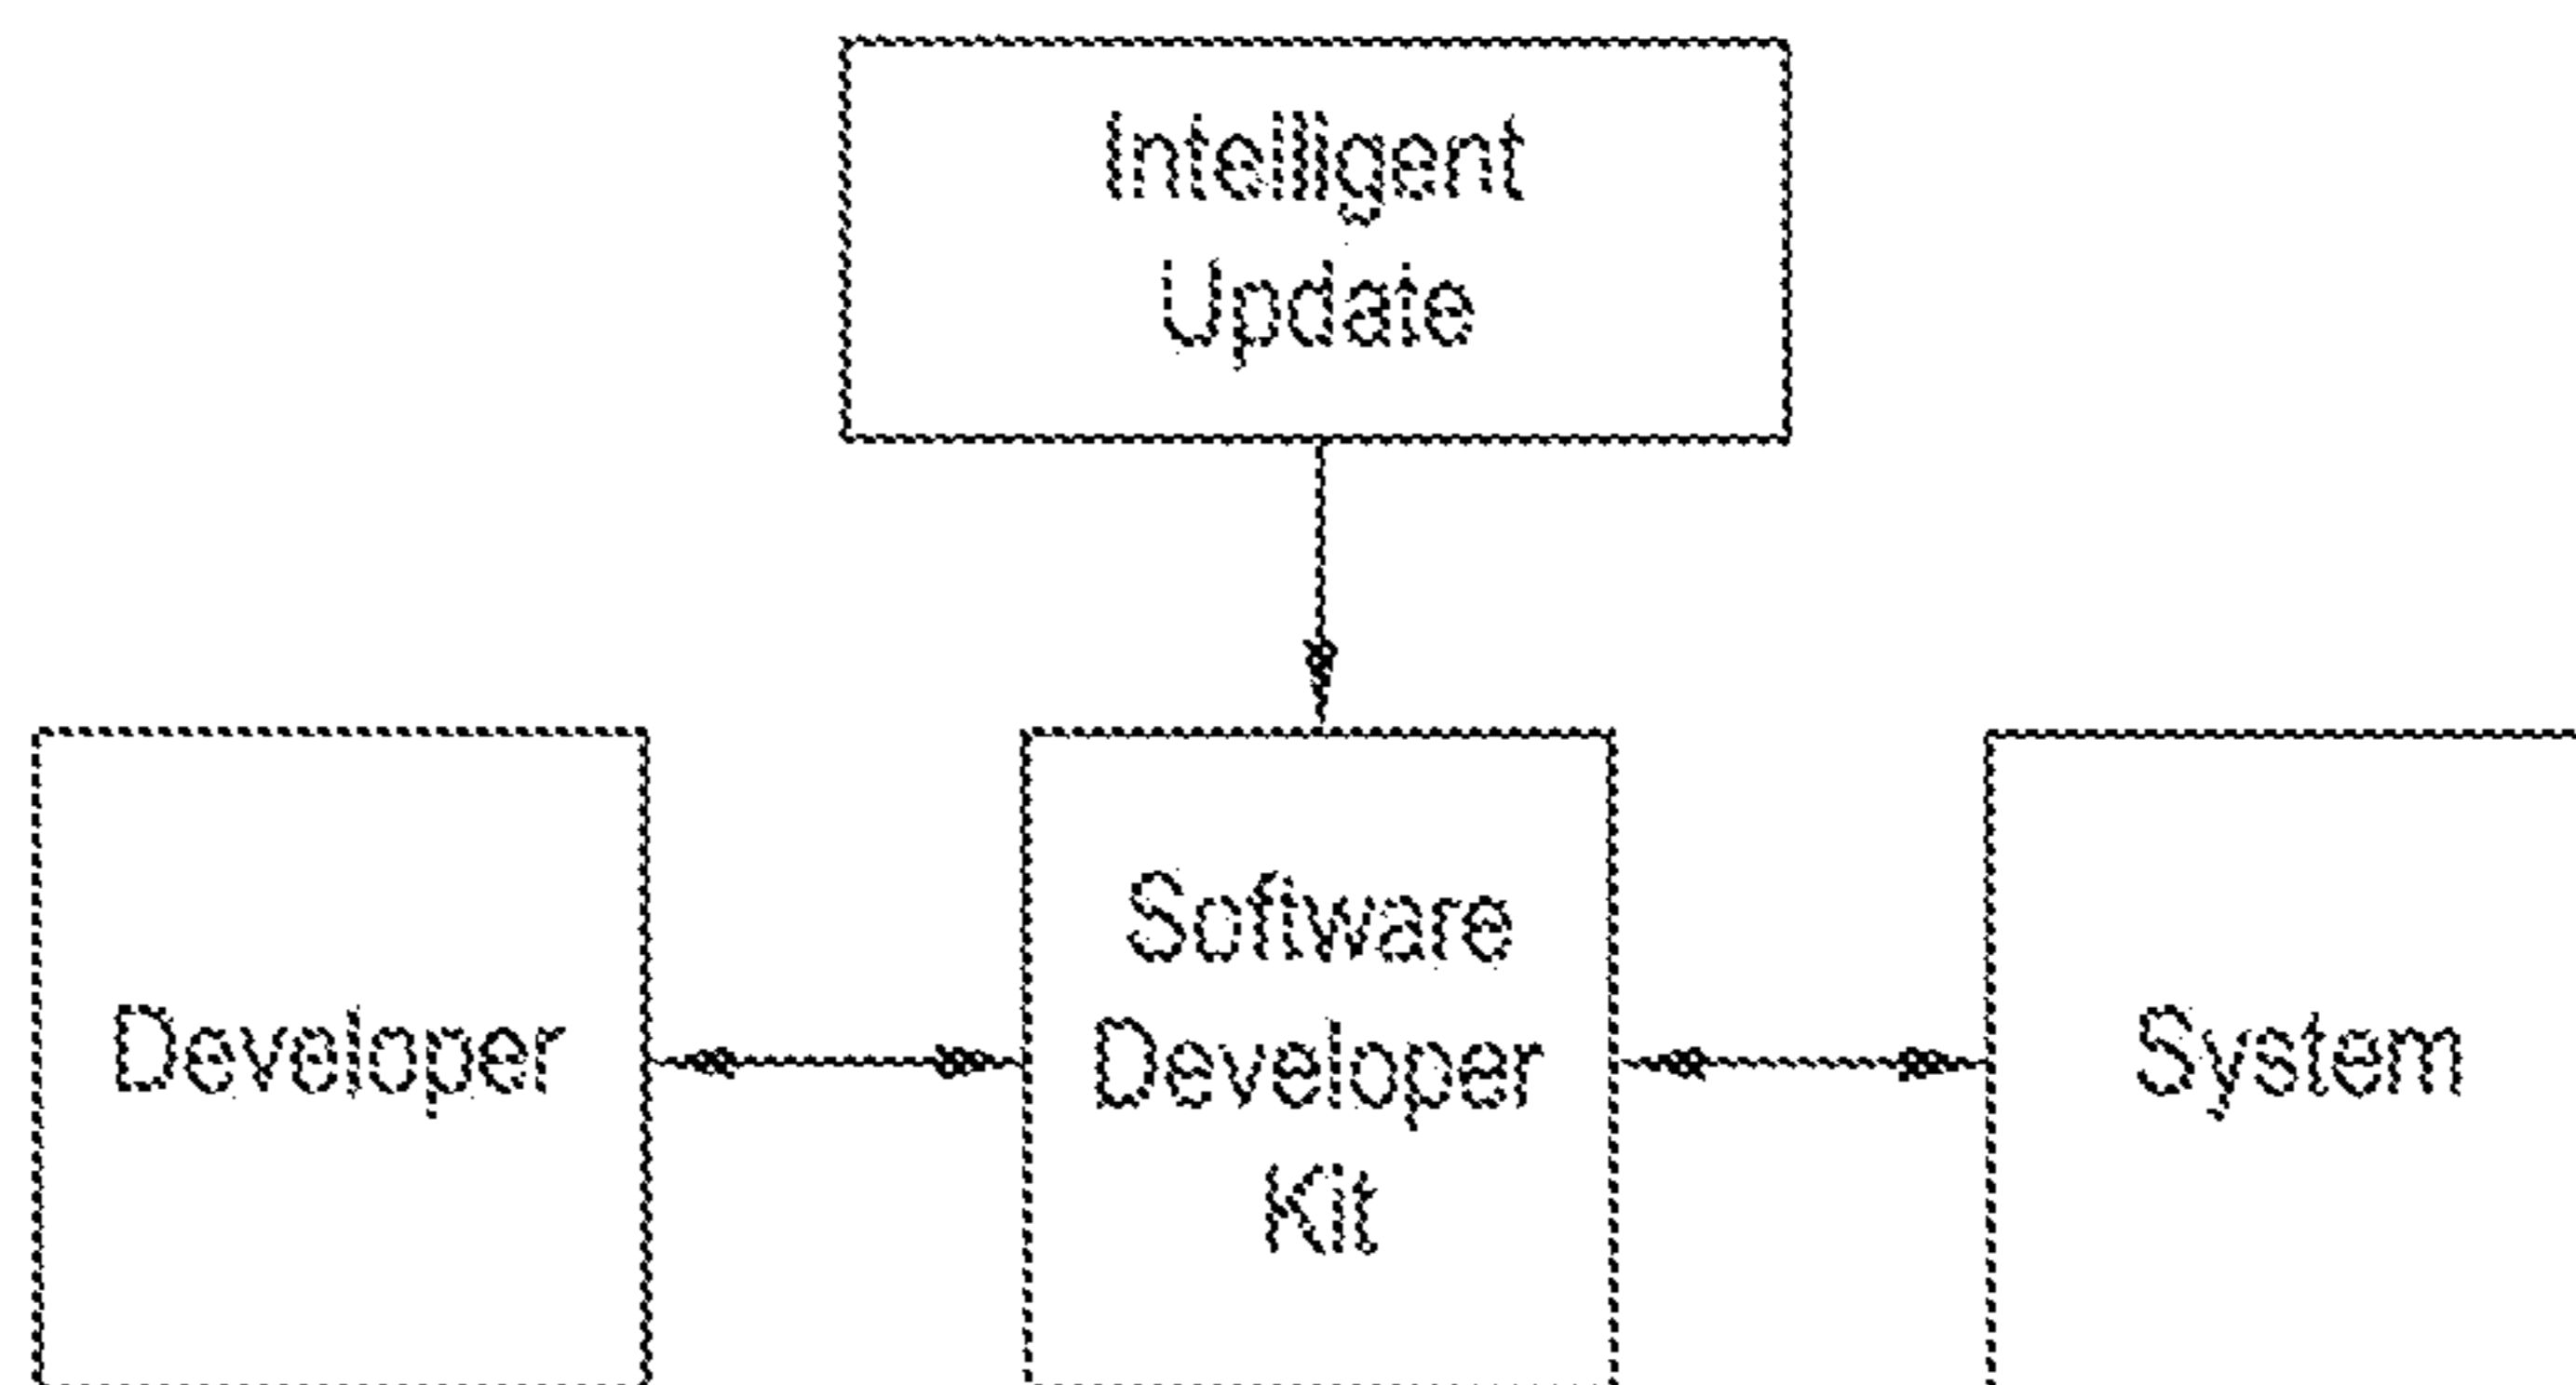 Intelligent
Update
Software
Developer
Kit
Developer
System